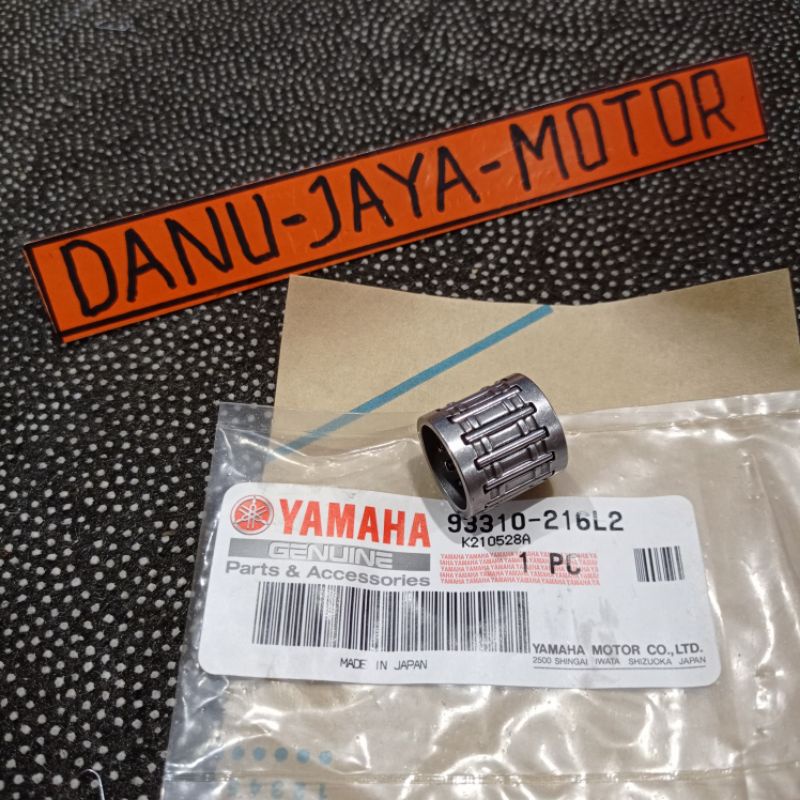 DANU-JAYA-MOTOR
YAMAHA 93310-216L2
K210528A
GENUINE
1 PC
Parts & Accessories
YAMAHA MOTOR CO.,LTD.
2500 SHINGAI IWATA SHIZUOKA JAPAN
MADE IN JAPAN